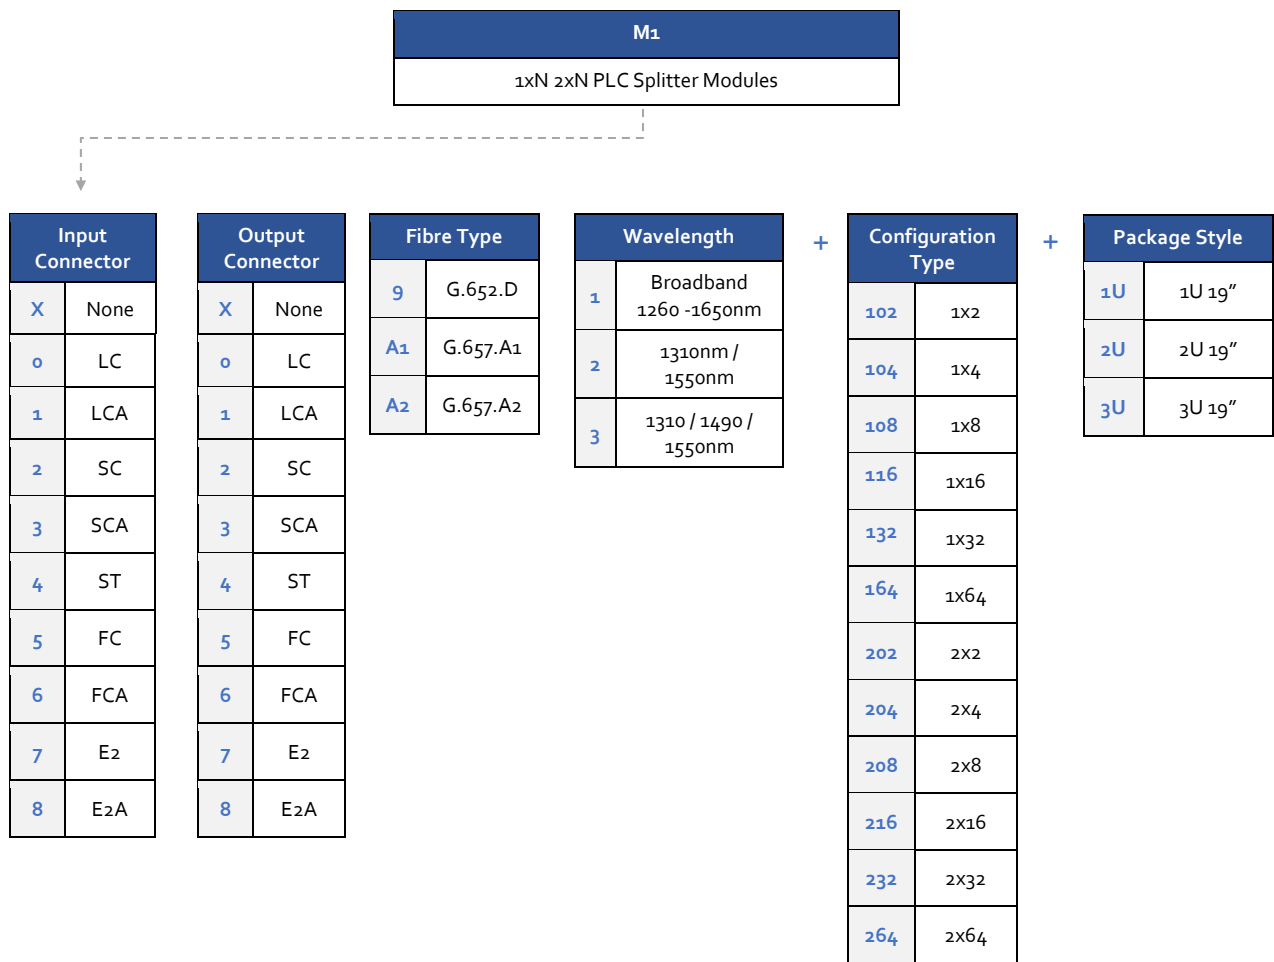 M1
1xN 2xN PLC Splitter Modules
Input
Connector
X None
0 LC
1 LCA
2 SC
3 SCA
4 ST
5 FC
6 FCA
7 E2
8 E2A
Output
Connector
X None
0 LC
1 LCA
2 SC
3 SCA
4 ST
5 FC
6 FCA
7 E2
8 E2A
Fibre Type
9 G.652.D
A1 G.657.A1
A2 G.657.A2
Wavelength
1 Broadband
1260 -1650nm
2 1310nm /
1550nm
3 1310 / 1490 /
1550nm
+
Configuration
Type
102 1x2
104 1x4
108 1x8
116 1x16
132 1x32
164 1x64
202 2x2
204 2x4
208 2x8
216 2x16
232 2x32
264 2x64
+
Package Style
1U 1U 19”
2U 2U 19”
3U 3U 19”